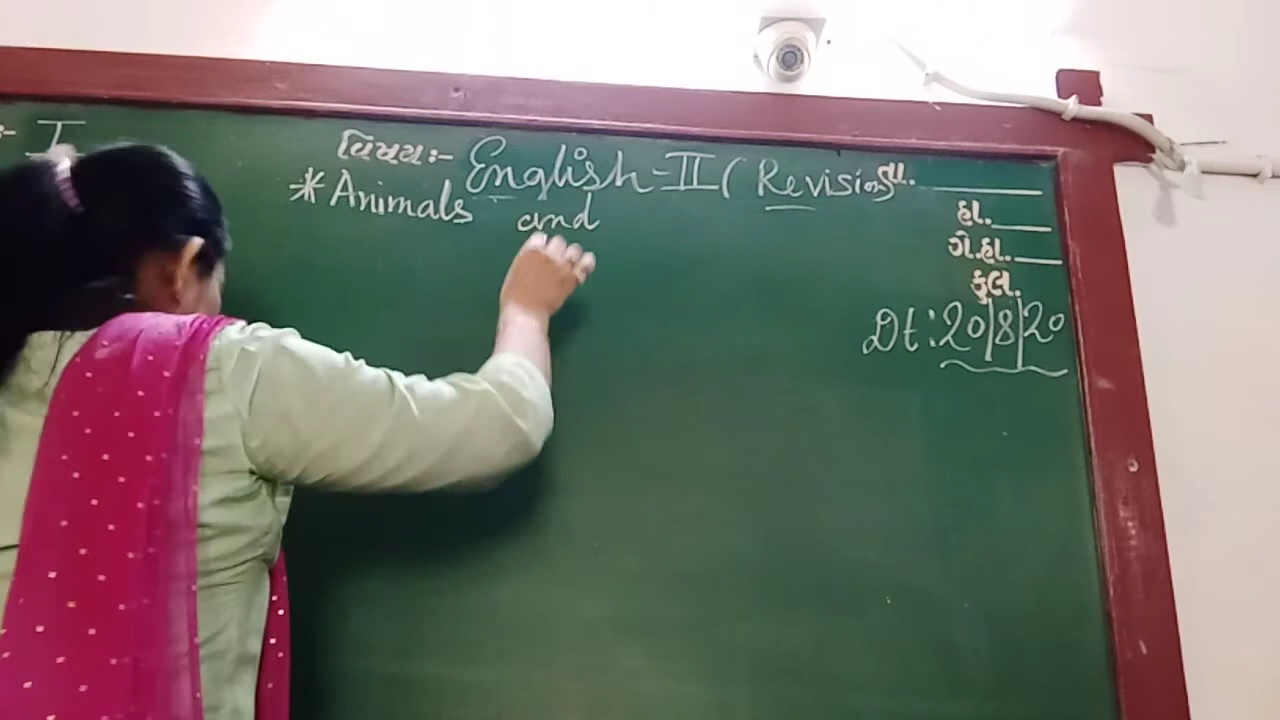 :- I
વિષય:- English-II ( Revision તા.
* Animals and
હા.
ગે.હા.
કુલ.
Dt:20|8|20